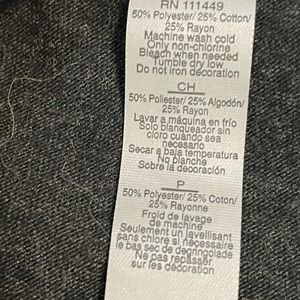 RN 111449
50% Polyester/ 25% Cotton/
25% Rayon
Machine wash cold
Only non-chlorine
Bleach when needed
Tumble dry low
Do not iron decoration
CH
50% Poliester/ 25% Algodón/
25% Rayon
Lavar a máquina en frío
Solo blanqueador sin
cloro cuando sea
necesario
Secar a baja temperatura
No blanche
Sobre la decoración
P
50% Polyester/ 25% Coton/
25% Rayonne
Froid de lavage
de machine
Seulement un javellisant
sans chlore si nécessaire
le bas sec de degringolade
Ne pas repasser
sur les décoration